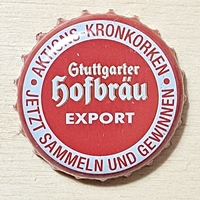 • AKTIONS-KRONKORKEN •
Stuttgarter
Hofbräu
EXPORT
JETZT SAMMELN UND GEWINNEN